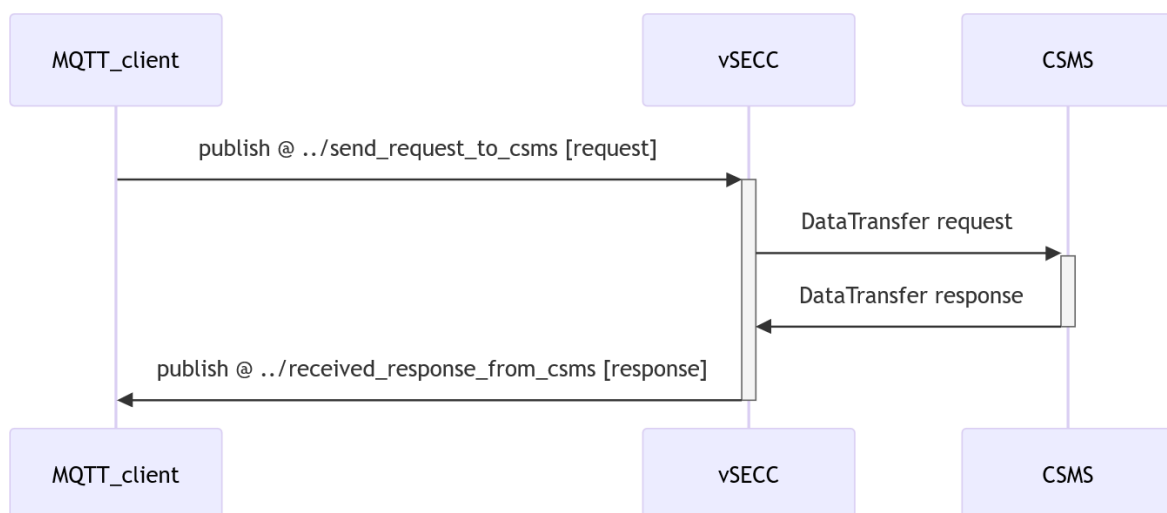 MQTT_client vSECC CSMS
publish @ ../send_request_to_csms [request]
DataTransfer request
DataTransfer response
publish @ ../received_response_from_csms [response]
MQTT_client vSECC CSMS